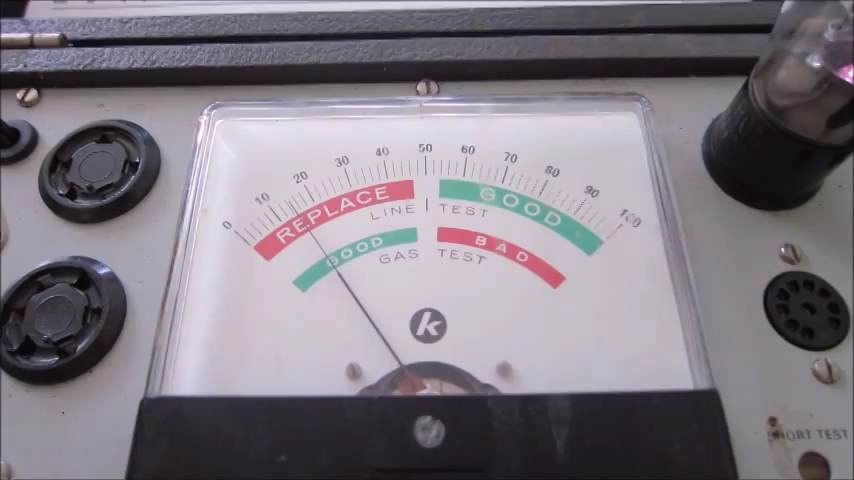 0 10 20 30 40 50 60 70 80 90 100
REPLACE GOOD
LINE TEST
GOOD BAD
GAS TEST
k
SHORT TEST